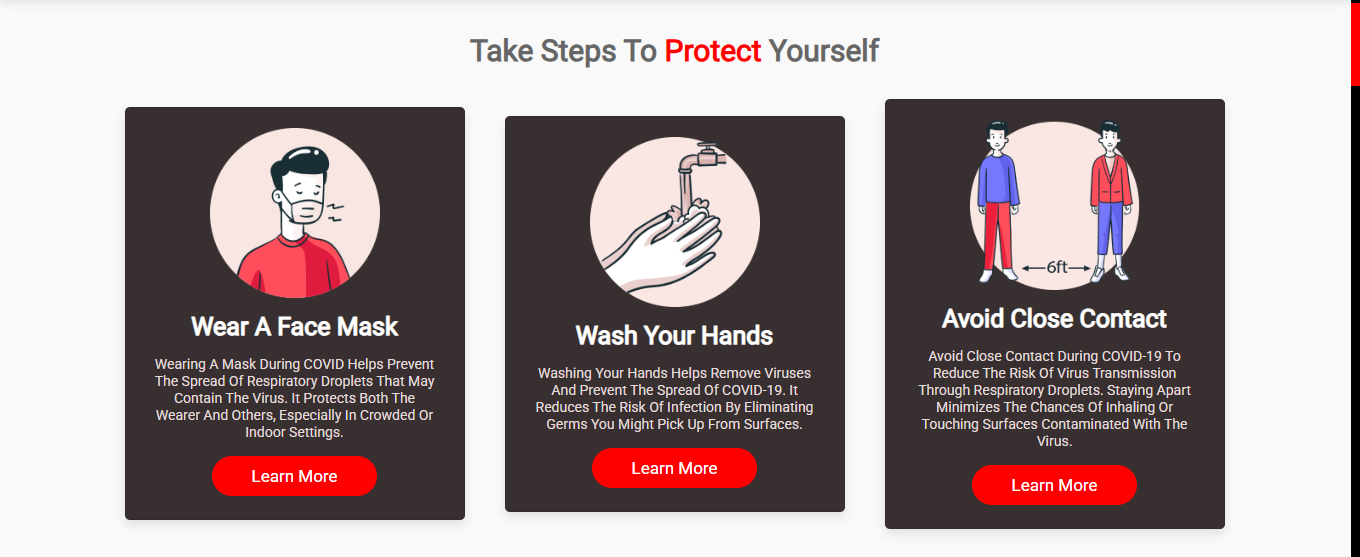 Take Steps To Protect Yourself
Wear A Face Mask
Wearing A Mask During COVID Helps Prevent
The Spread Of Respiratory Droplets That May
Contain The Virus. It Protects Both The
Wearer And Others, Especially In Crowded Or
Indoor Settings.
Learn More
Wash Your Hands
Washing Your Hands Helps Remove Viruses
And Prevent The Spread Of COVID-19. It
Reduces The Risk Of Infection By Eliminating
Germs You Might Pick Up From Surfaces.
Learn More
6ft
Avoid Close Contact
Avoid Close Contact During COVID-19 To
Reduce The Risk Of Virus Transmission
Through Respiratory Droplets. Staying Apart
Minimizes The Chances Of Inhaling Or
Touching Surfaces Contaminated With The
Virus.
Learn More